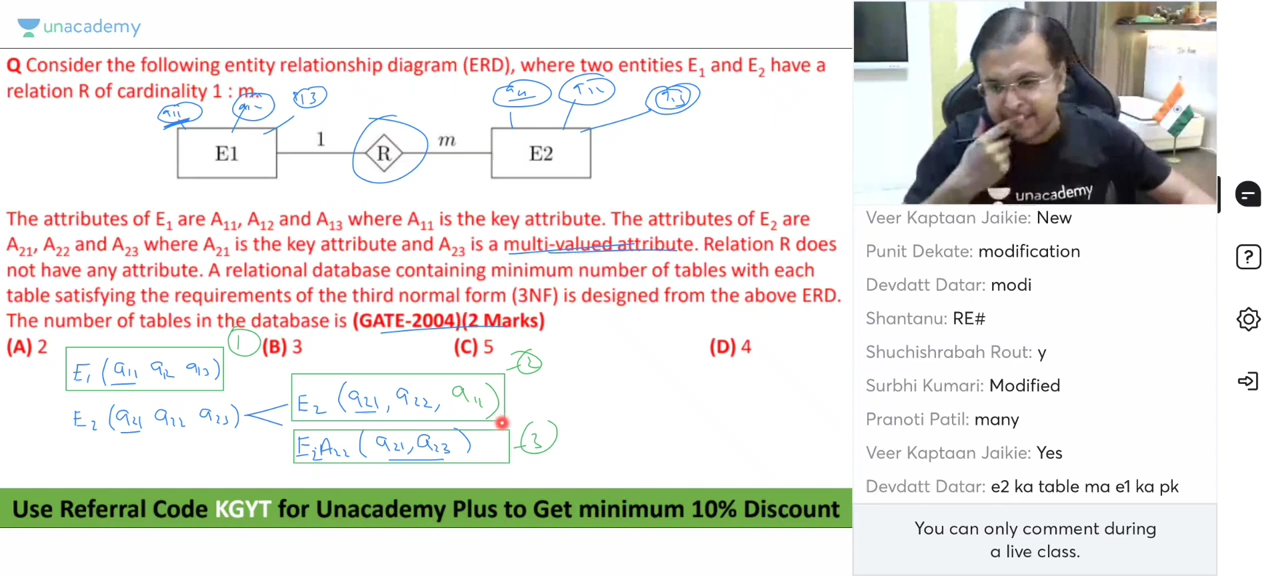 unacademy
Q Consider the following entity relationship diagram (ERD), where two entities E1 and E2 have a
relation R of cardinality 1 : m.
a11
a12
13
E1
1
R
m
E2
The attributes of E1 are A11, A12 and A13 where A11 is the key attribute. The attributes of E2 are
A21, A22 and A23 where A21 is the key attribute and A23 is a multi-valued attribute. Relation R does
not have any attribute. A relational database containing minimum number of tables with each
table satisfying the requirements of the third normal form (3NF) is designed from the above ERD.
The number of tables in the database is (GATE-2004)(2 Marks)
(A) 2
(B) 3
(C) 5
(D) 4
1
E1 (a11 a12 a13)
2
E2 (a21, a22, a11)
E2 (a21 a22 a23)
E2A22 (a21, a23)
3
Use Referral Code KGYT for Unacademy Plus to Get minimum 10% Discount
unacademy
Veer Kaptaan Jaikie: New
Punit Dekate: modification
Devdatt Datar: modi
Shantanu: RE#
Shuchishrabah Rout: y
Surbhi Kumari: Modified
Pranoti Patil: many
Veer Kaptaan Jaikie: Yes
Devdatt Datar: e2 ka table ma e1 ka pk
You can only comment during
a live class.
?